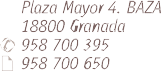 Plaza Mayor 4. BAZA
18800 Granada
✆ 958 700 395
958 700 650